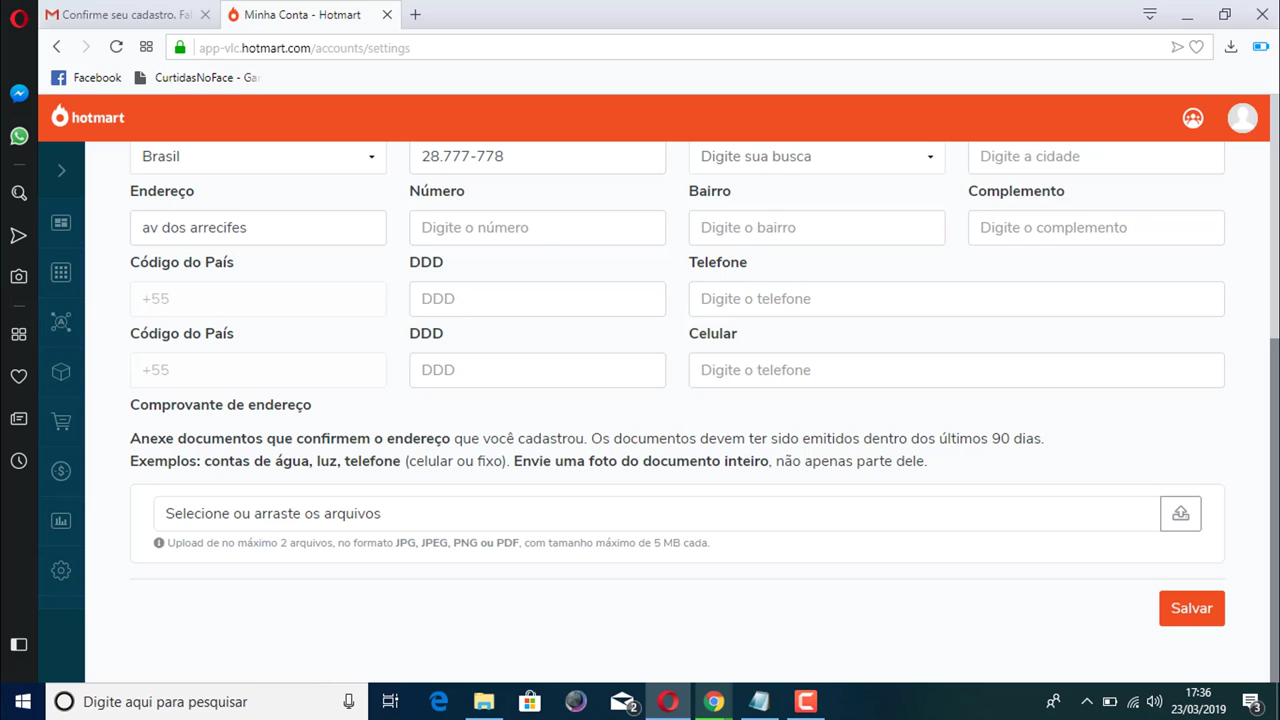 Confirme seu cadastro. Fal
Minha Conta - Hotmart
app-vlc.hotmart.com/accounts/settings
Facebook
CurtidasNoFace - Gar
hotmart
Brasil
28.777-778
Digite sua busca
Digite a cidade
Endereço
Número
Bairro
Complemento
av dos arrecifes
Digite o número
Digite o bairro
Digite o complemento
Código do País
DDD
Telefone
+55
DDD
Digite o telefone
Código do País
DDD
Celular
+55
DDD
Digite o telefone
Comprovante de endereço
Anexe documentos que confirmem o endereço que você cadastrou. Os documentos devem ter sido emitidos dentro dos últimos 90 dias.
Exemplos: contas de água, luz, telefone (celular ou fixo). Envie uma foto do documento inteiro, não apenas parte dele.
Selecione ou arraste os arquivos
Upload de no máximo 2 arquivos, no formato JPG, JPEG, PNG ou PDF, com tamanho máximo de 5 MB cada.
Salvar
Digite aqui para pesquisar
2
17:36
23/03/2019
3